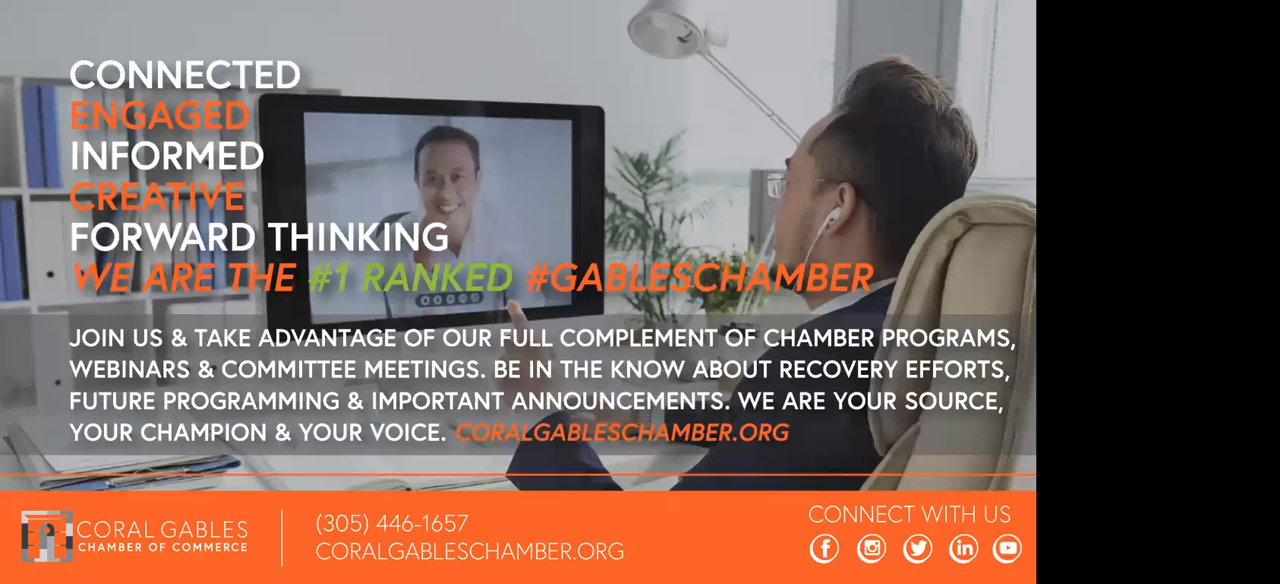 CONNECTED
ENGAGED
INFORMED
CREATIVE
FORWARD THINKING
WE ARE THE #1 RANKED #GABLESCHAMBER
JOIN US & TAKE ADVANTAGE OF OUR FULL COMPLEMENT OF CHAMBER PROGRAMS,
WEBINARS & COMMITTEE MEETINGS. BE IN THE KNOW ABOUT RECOVERY EFFORTS,
FUTURE PROGRAMMING & IMPORTANT ANNOUNCEMENTS. WE ARE YOUR SOURCE,
YOUR CHAMPION & YOUR VOICE. CORALGABLESCHAMBER.ORG
CORAL GABLES
CHAMBER OF COMMERCE
(305) 446-1657
CORALGABLESCHAMBER.ORG
CONNECT WITH US